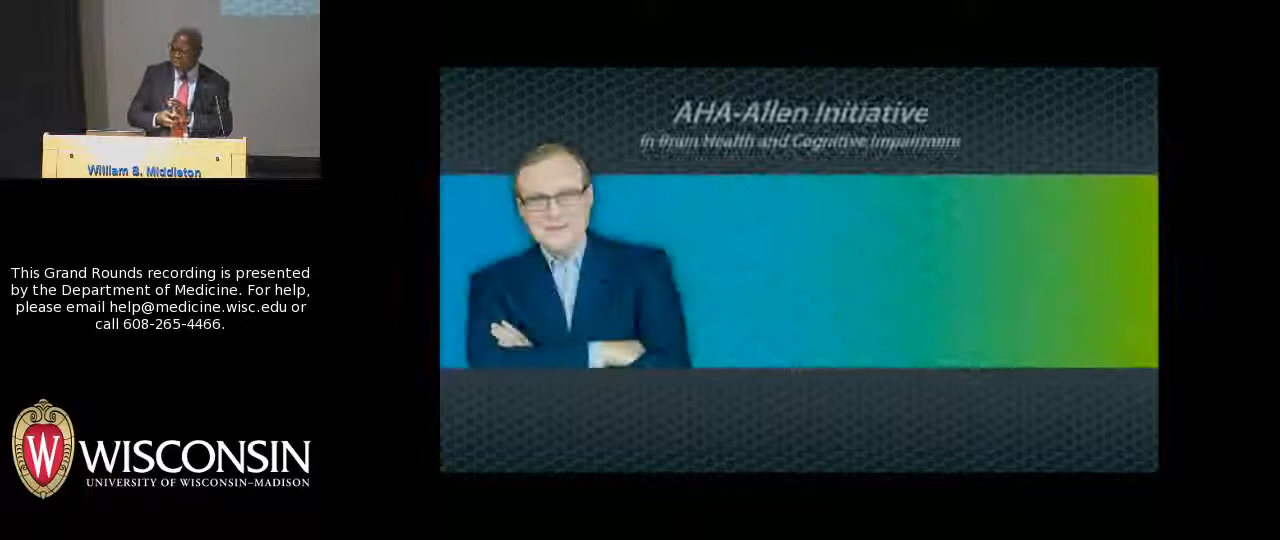 William S. Middleton
This Grand Rounds recording is presented
by the Department of Medicine. For help,
please email help@medicine.wisc.edu or
call 608-265-4466.
W WISCONSIN
UNIVERSITY OF WISCONSIN–MADISON
AHA-Allen Initiative
in Brain Health and Cognitive Impairment